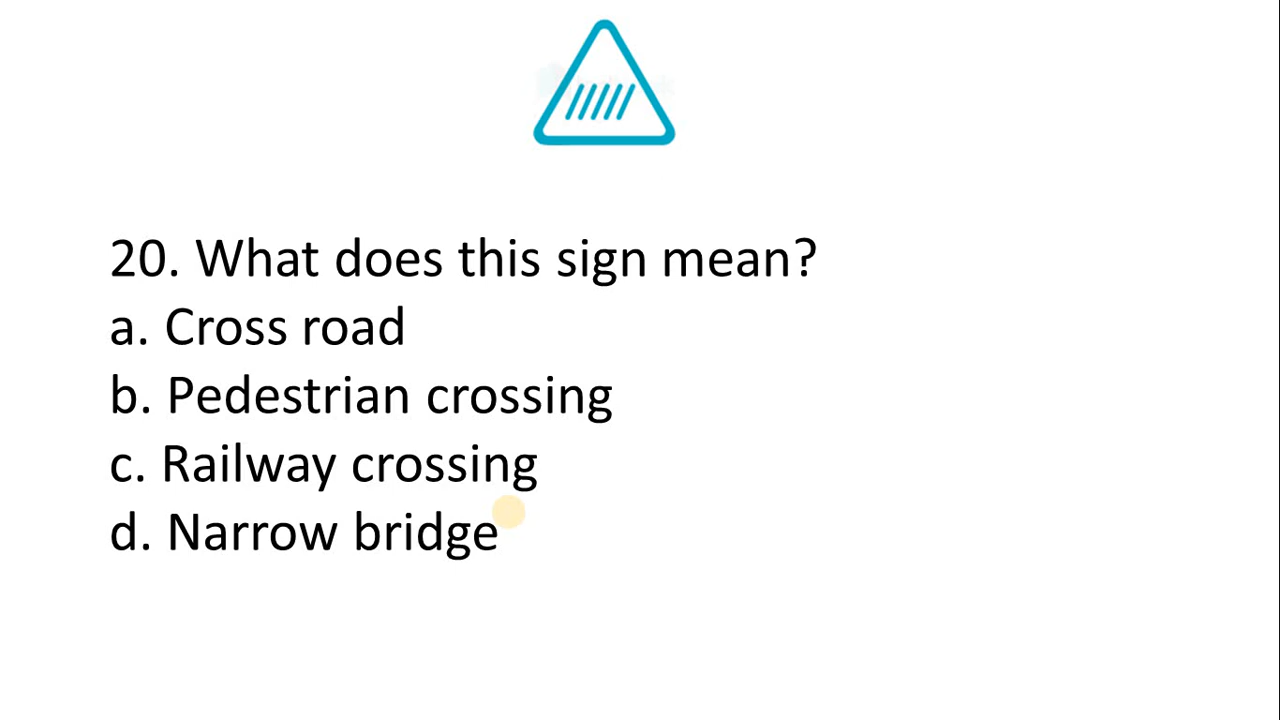 20. What does this sign mean?
a. Cross road
b. Pedestrian crossing
c. Railway crossing
d. Narrow bridge